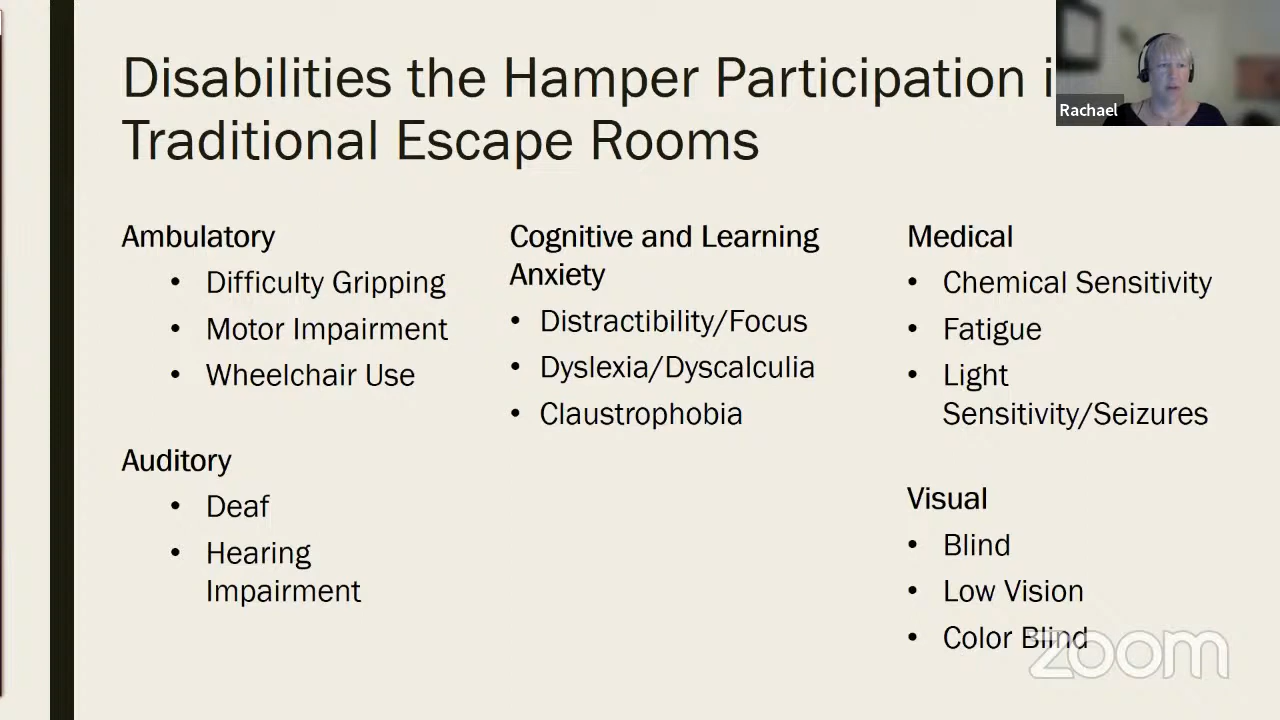 Disabilities the Hamper Participation i
Traditional Escape Rooms
Rachael
Ambulatory
• Difficulty Gripping
• Motor Impairment
• Wheelchair Use
Auditory
• Deaf
• Hearing
Impairment
Cognitive and Learning
Anxiety
• Distractibility/Focus
• Dyslexia/Dyscalculia
• Claustrophobia
Medical
• Chemical Sensitivity
• Fatigue
• Light
Sensitivity/Seizures
Visual
• Blind
• Low Vision
• Color Blind
zoom